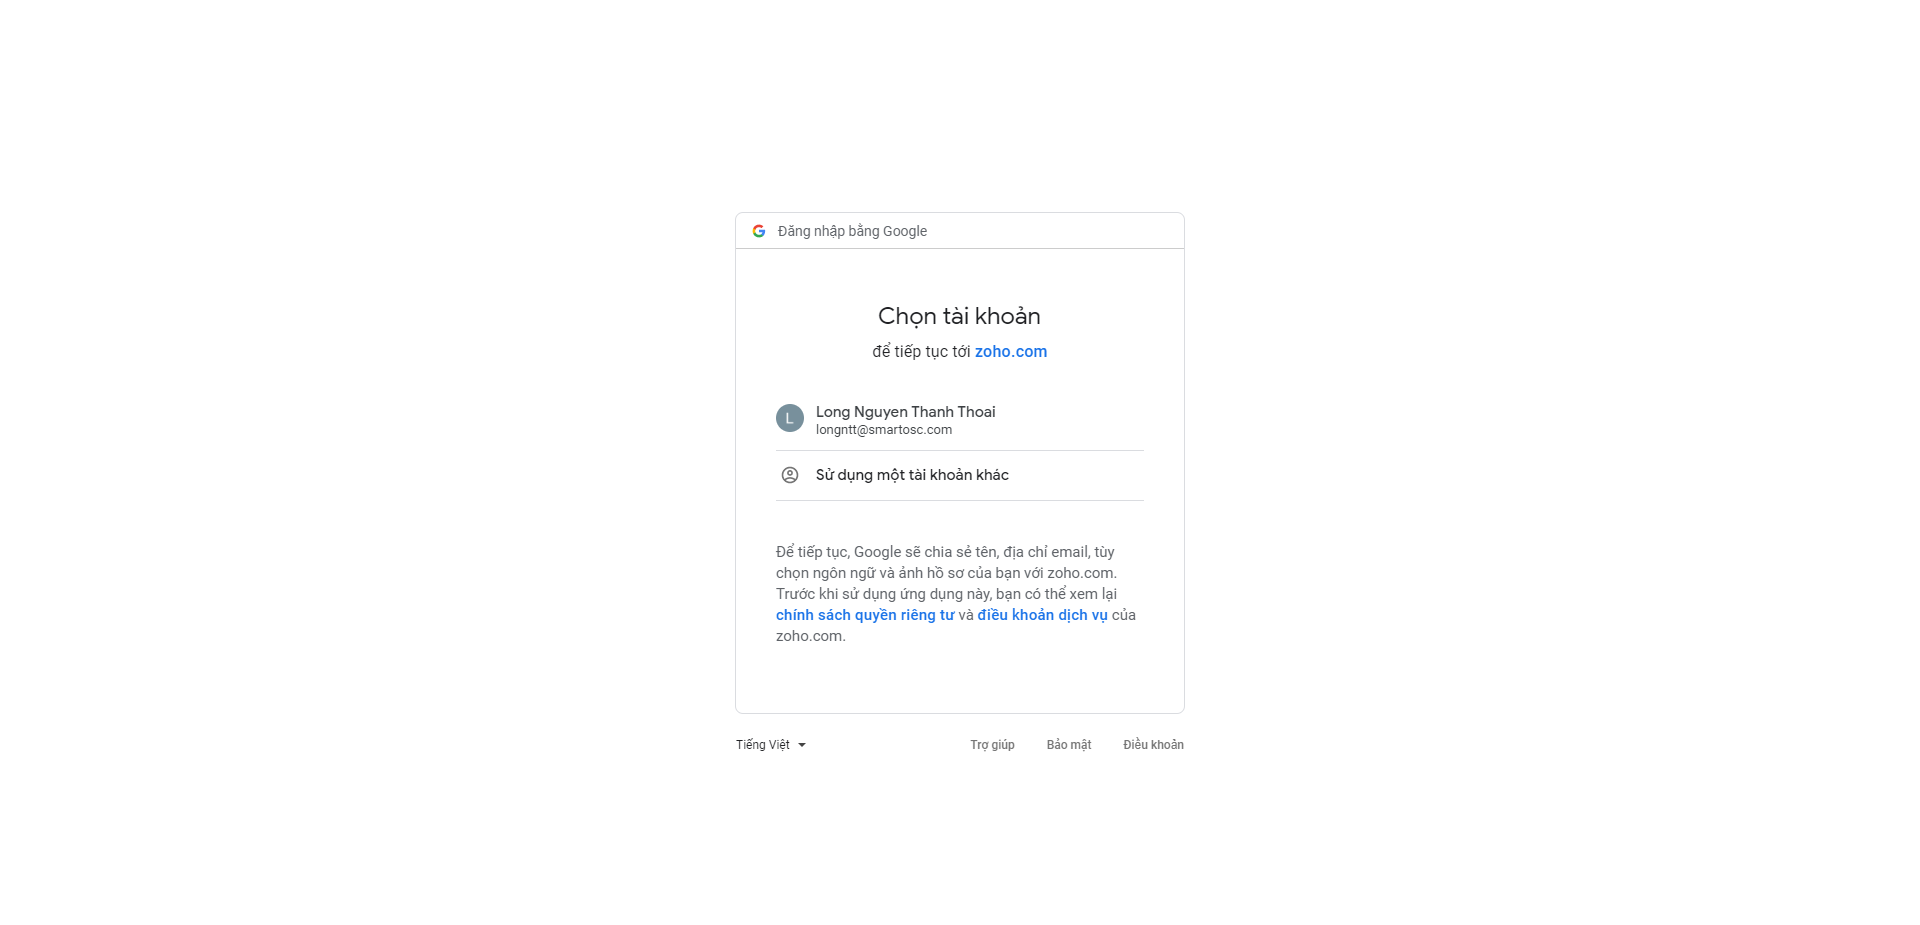 Đăng nhập bằng Google
Chọn tài khoản
để tiếp tục tới zoho.com
L
Long Nguyen Thanh Thoai
longntt@smartosc.com
Sử dụng một tài khoản khác
Để tiếp tục, Google sẽ chia sẻ tên, địa chỉ email, tùy
chọn ngôn ngữ và ảnh hồ sơ của bạn với zoho.com.
Trước khi sử dụng ứng dụng này, bạn có thể xem lại
chính sách quyền riêng tư và điều khoản dịch vụ của
zoho.com.
Tiếng Việt
Trợ giúp
Bảo mật
Điều khoản